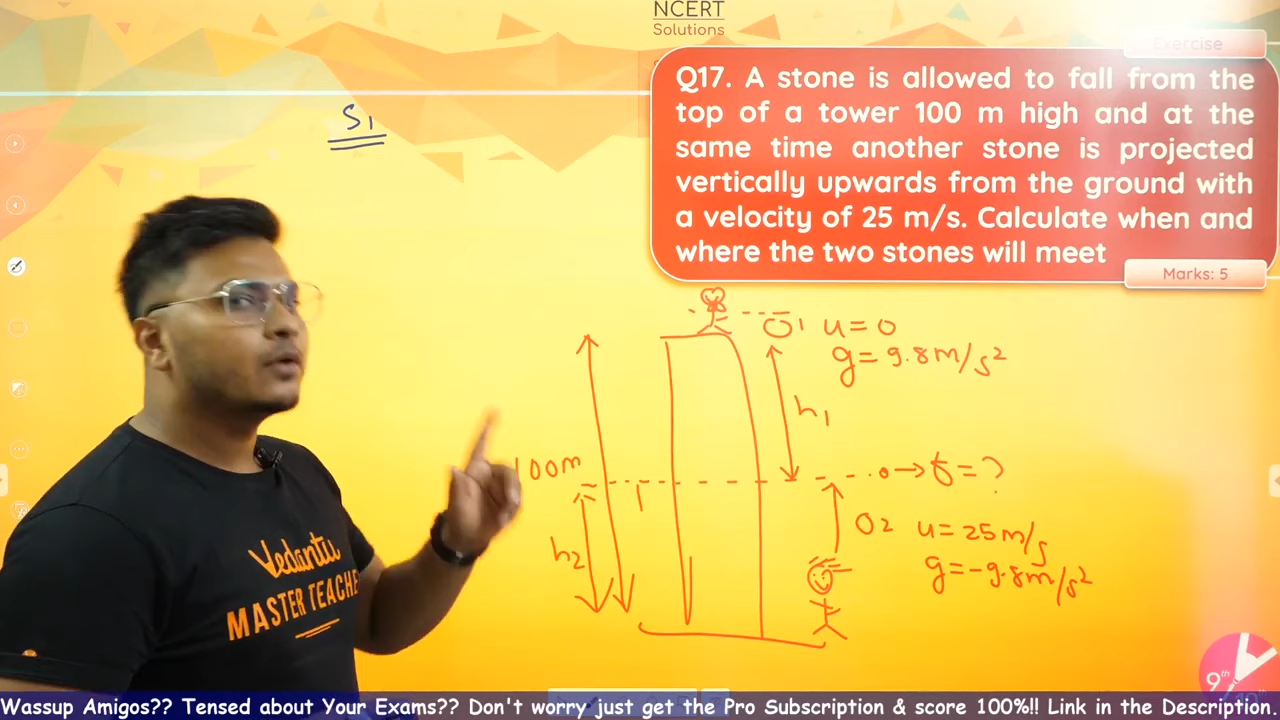 NCERT
Solutions
Exercise
Q17. A stone is allowed to fall from the
top of a tower 100 m high and at the
same time another stone is projected
vertically upwards from the ground with
a velocity of 25 m/s. Calculate when and
where the two stones will meet
Marks: 5
S1
O1 u=0
g=9.8m/s²
h1
100m
t=?
h2
O2 u=25m/s
g=-9.8m/s²
Vedantu
MASTER TEACHE
9th
Wassup Amigos?? Tensed about Your Exams?? Don't worry just get the Pro Subscription & score 100%!! Link in the Description.